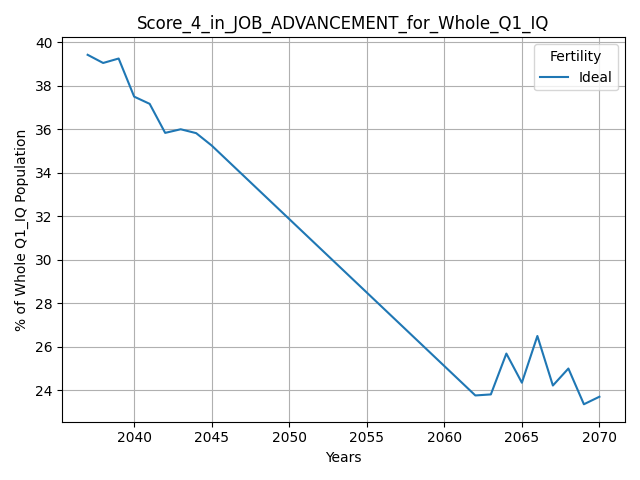 Score_4_in_JOB_ADVANCEMENT_for_Whole_Q1_IQ
Fertility
Ideal
% of Whole Q1_IQ Population
40
38
36
34
32
30
28
26
24
2040 2045 2050 2055 2060 2065 2070
Years